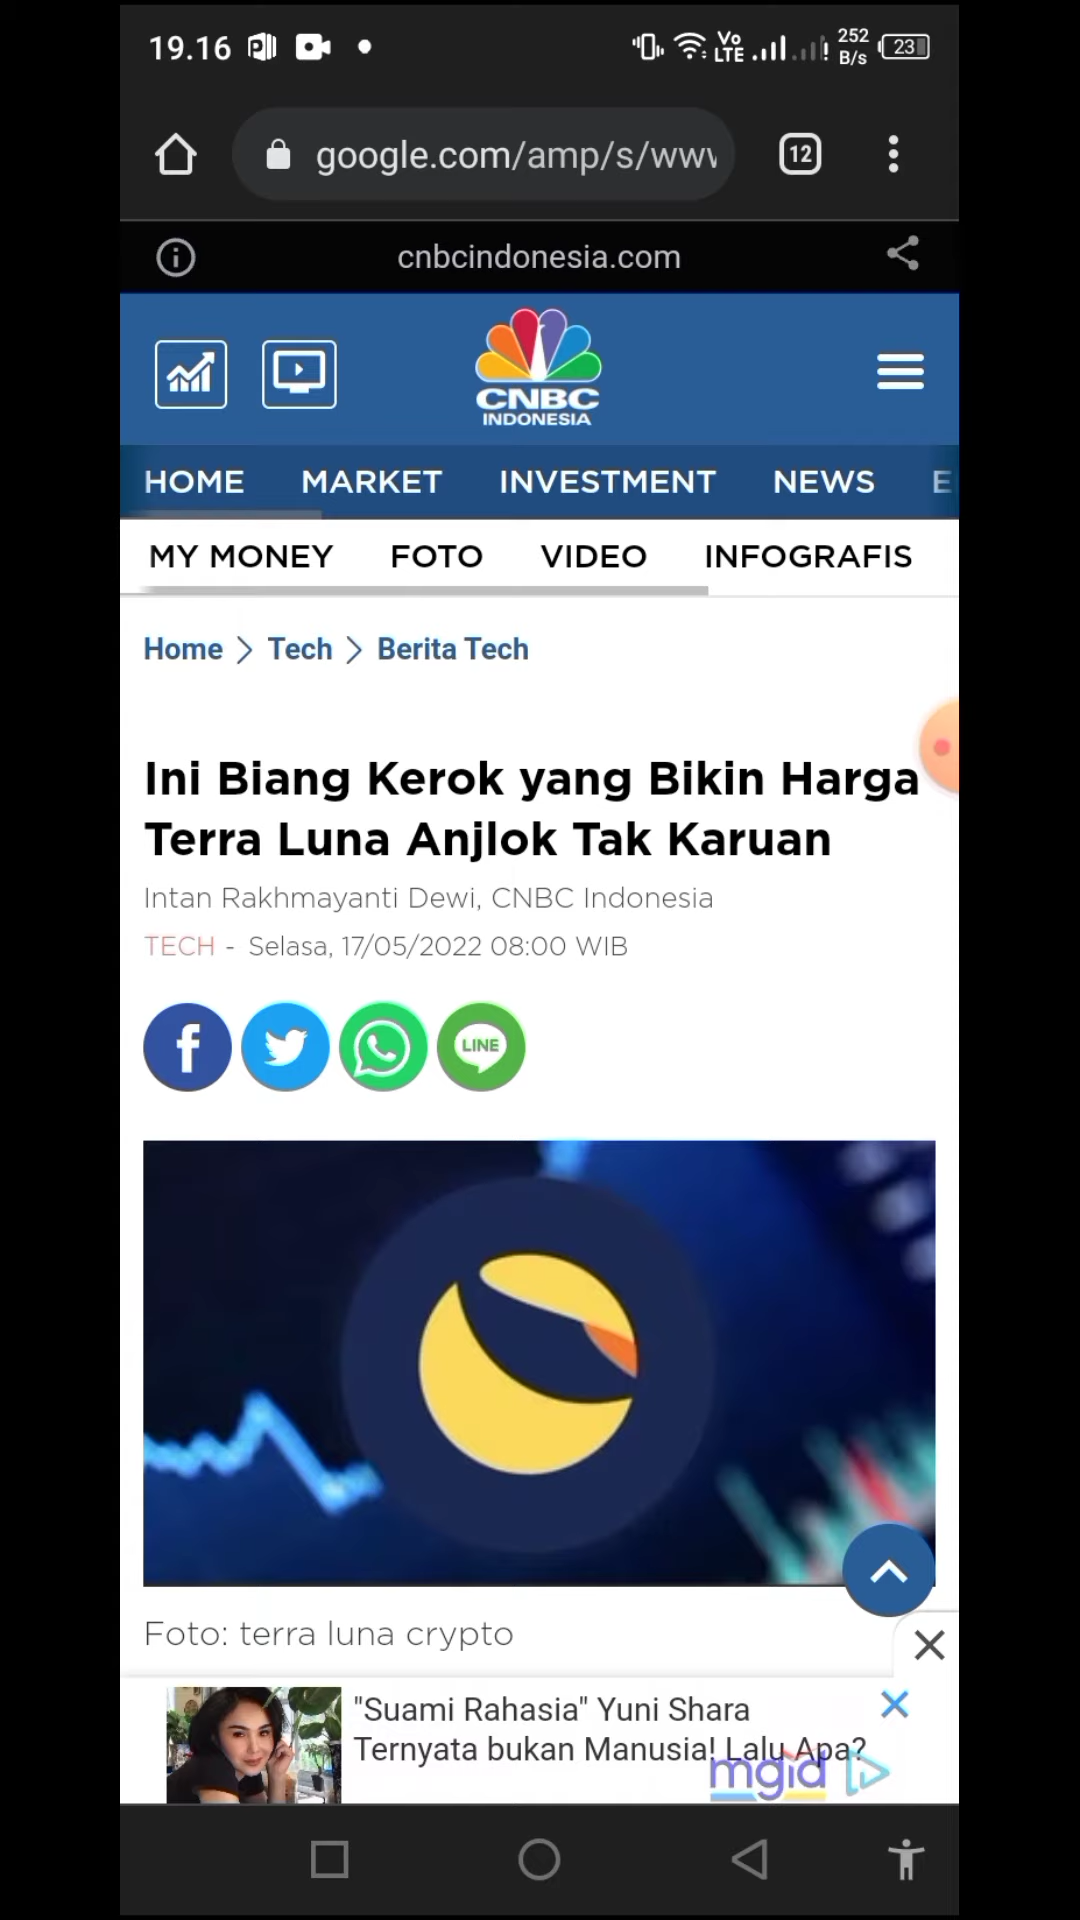 19.16
Vo
LTE
252
B/s
23
google.com/amp/s/www
12
cnbcindonesia.com
CNBC
INDONESIA
HOME MARKET INVESTMENT NEWS E
MY MONEY FOTO VIDEO INFOGRAFIS
Home > Tech > Berita Tech
Ini Biang Kerok yang Bikin Harga
Terra Luna Anjlok Tak Karuan
Intan Rakhmayanti Dewi, CNBC Indonesia
TECH - Selasa, 17/05/2022 08:00 WIB
LINE
Foto: terra luna crypto
"Suami Rahasia" Yuni Shara
Ternyata bukan Manusia! Lalu Apa?
mgid